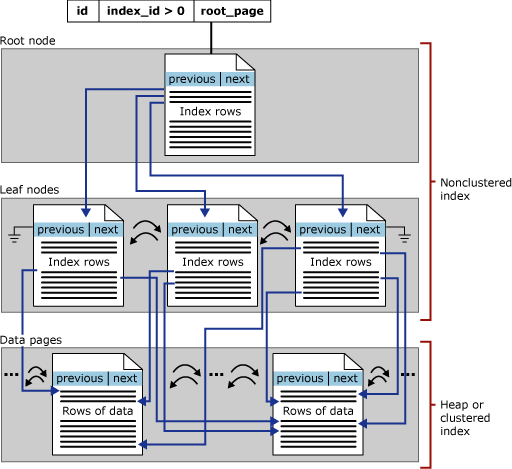 id index_id > 0 root_page
Root node
previous next
Index rows
Nonclustered
index
Leaf nodes
previous next previous next previous next
Index rows Index rows Index rows
Data pages
previous next previous next
... ... ...
Rows of data Rows of data
Heap or
clustered
index